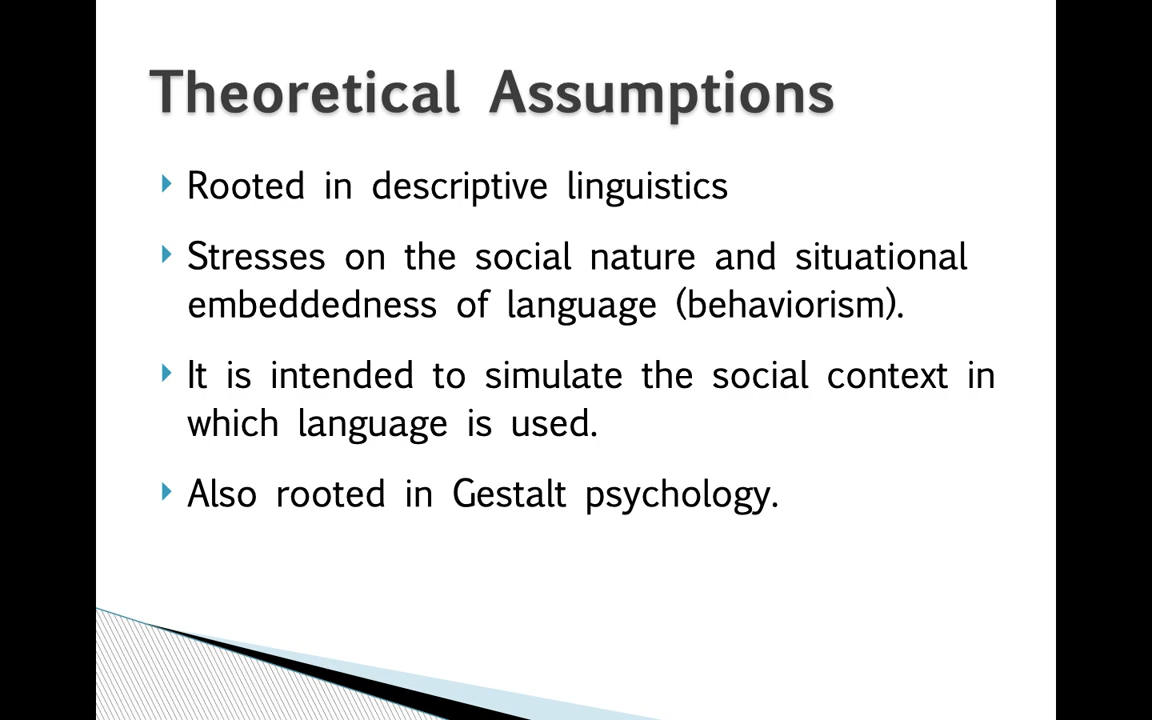 Theoretical Assumptions
Rooted in descriptive linguistics
Stresses on the social nature and situational
embeddedness of language (behaviorism).
It is intended to simulate the social context in
which language is used.
Also rooted in Gestalt psychology.